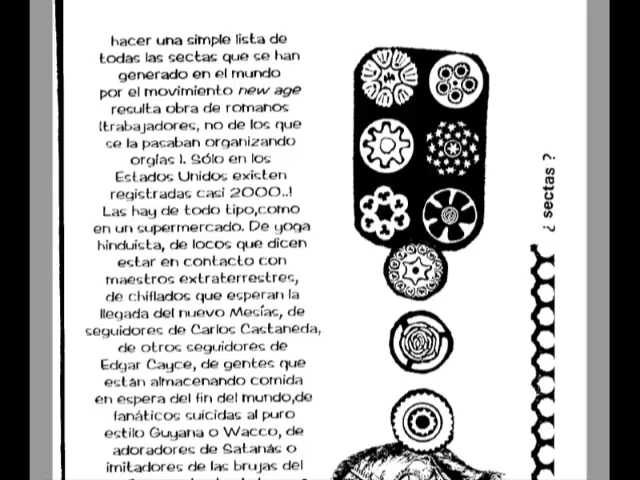 hacer una simple lista de
todas las sectas que se han
generado en el mundo
por el movimiento new age
resulta obra de romanos
(trabajadores, no de los que
se la pasaban organizando
orgías ). Sólo en los
Estados Unidos existen
registradas casi 2000..!
Las hay de todo tipo,como
en un supermercado. De yoga
hinduista, de locos que dicen
estar en contacto con
maestros extraterrestres,
de chiflados que esperan la
llegada del nuevo Mesías, de
seguidores de Carlos Castaneda,
de otros seguidores de
Edgar Cayce, de gentes que
están almacenando comida
en espera del fin del mundo,de
fanáticos suicidas al puro
estilo Guyana o Wacco, de
adoradores de Satanás o
imitadores de las brujas del
¿ sectas ?